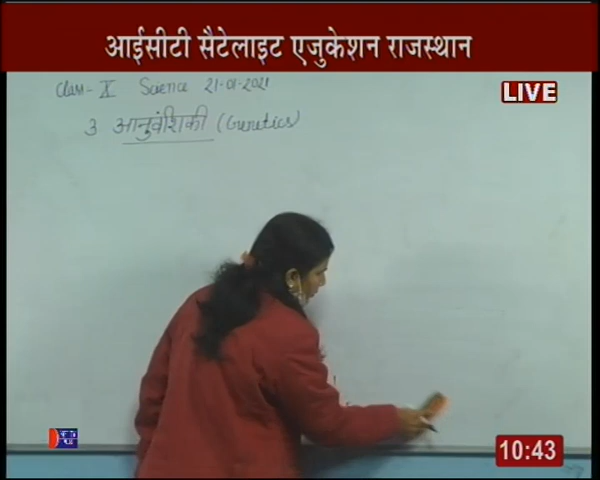 आईसीटी सैटेलाइट एजुकेशन राजस्थान
Class - X Science 21-01-2021
LIVE
3 आनुवंशिकी (Genetics)
10:43